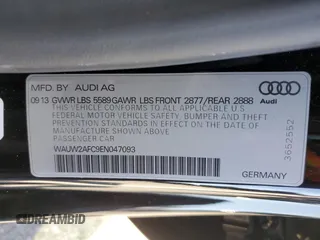 MFD. BY AUDI AG
09 13 GVWR LBS 5589 GAWR LBS FRONT 2877/REAR 2888
THIS VEHICLE CONFORMS TO ALL APPLICABLE U.S.
FEDERAL MOTOR VEHICLE SAFETY, BUMPER, AND
THEFT PREVENTION STANDARDS IN EFFECT ON THE
DATE OF MANUFACTURE SHOWN ABOVE.
PASSENGER CAR
WAUW2AFC9EN047093
GERMANY
Audi
3652552
DREAMBID